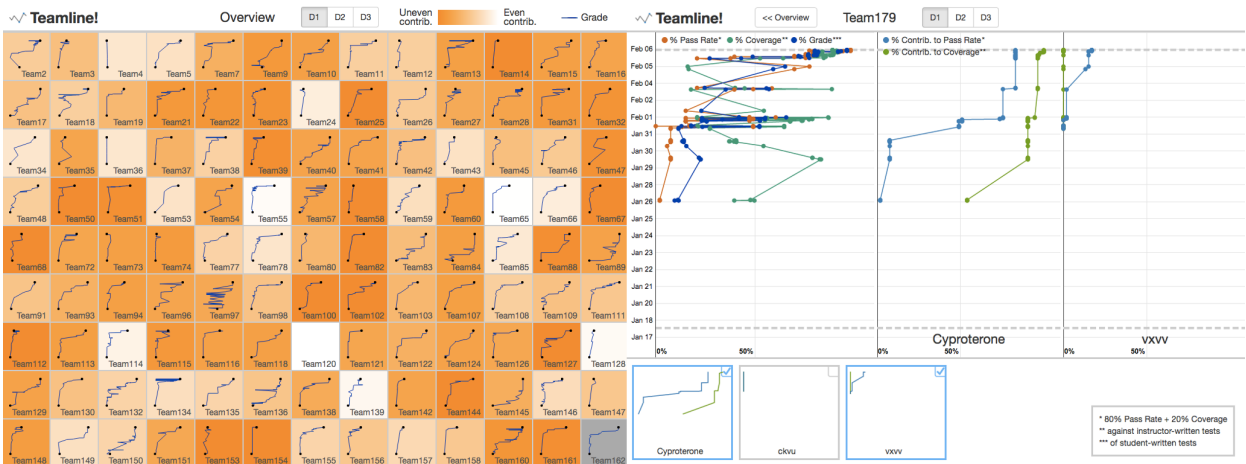 Teamline! Overview D1 D2 D3 Uneven contrib. Even contrib. Grade
Team2 Team3 Team4 Team5 Team7 Team9 Team10 Team11 Team12 Team13 Team14 Team15 Team16
Team17 Team18 Team19 Team21 Team22 Team23 Team24 Team25 Team26 Team27 Team28 Team31 Team32
Team34 Team35 Team36 Team37 Team38 Team39 Team40 Team41 Team42 Team43 Team45 Team46 Team47
Team48 Team50 Team51 Team53 Team54 Team55 Team57 Team58 Team59 Team60 Team65 Team66 Team67
Team68 Team72 Team73 Team74 Team77 Team78 Team80 Team82 Team83 Team84 Team85 Team88 Team89
Team91 Team93 Team94 Team96 Team97 Team98 Team100 Team102 Team103 Team107 Team108 Team109 Team111
Team112 Team113 Team114 Team115 Team116 Team118 Team120 Team121 Team122 Team124 Team126 Team127 Team128
Team129 Team130 Team132 Team134 Team135 Team136 Team138 Team139 Team142 Team144 Team145 Team146 Team147
Team148 Team149 Team150 Team151 Team153 Team154 Team155 Team156 Team157 Team158 Team160 Team161 Team162
Teamline! << Overview Team179 D1 D2 D3
% Pass Rate* % Coverage** % Grade*** % Contrib. to Pass Rate*
% Contrib. to Coverage**
Feb 06
Feb 05
Feb 04
Feb 02
Feb 01
Jan 31
Jan 30
Jan 29
Jan 28
Jan 26
Jan 25
Jan 24
Jan 22
Jan 21
Jan 20
Jan 18
Jan 17
Cyproterone vxvv
0% 50% 0% 50% 0% 50%
Cyproterone ckvu vxvv
* 80% Pass Rate + 20% Coverage
** against instructor-written tests
*** of student-written tests